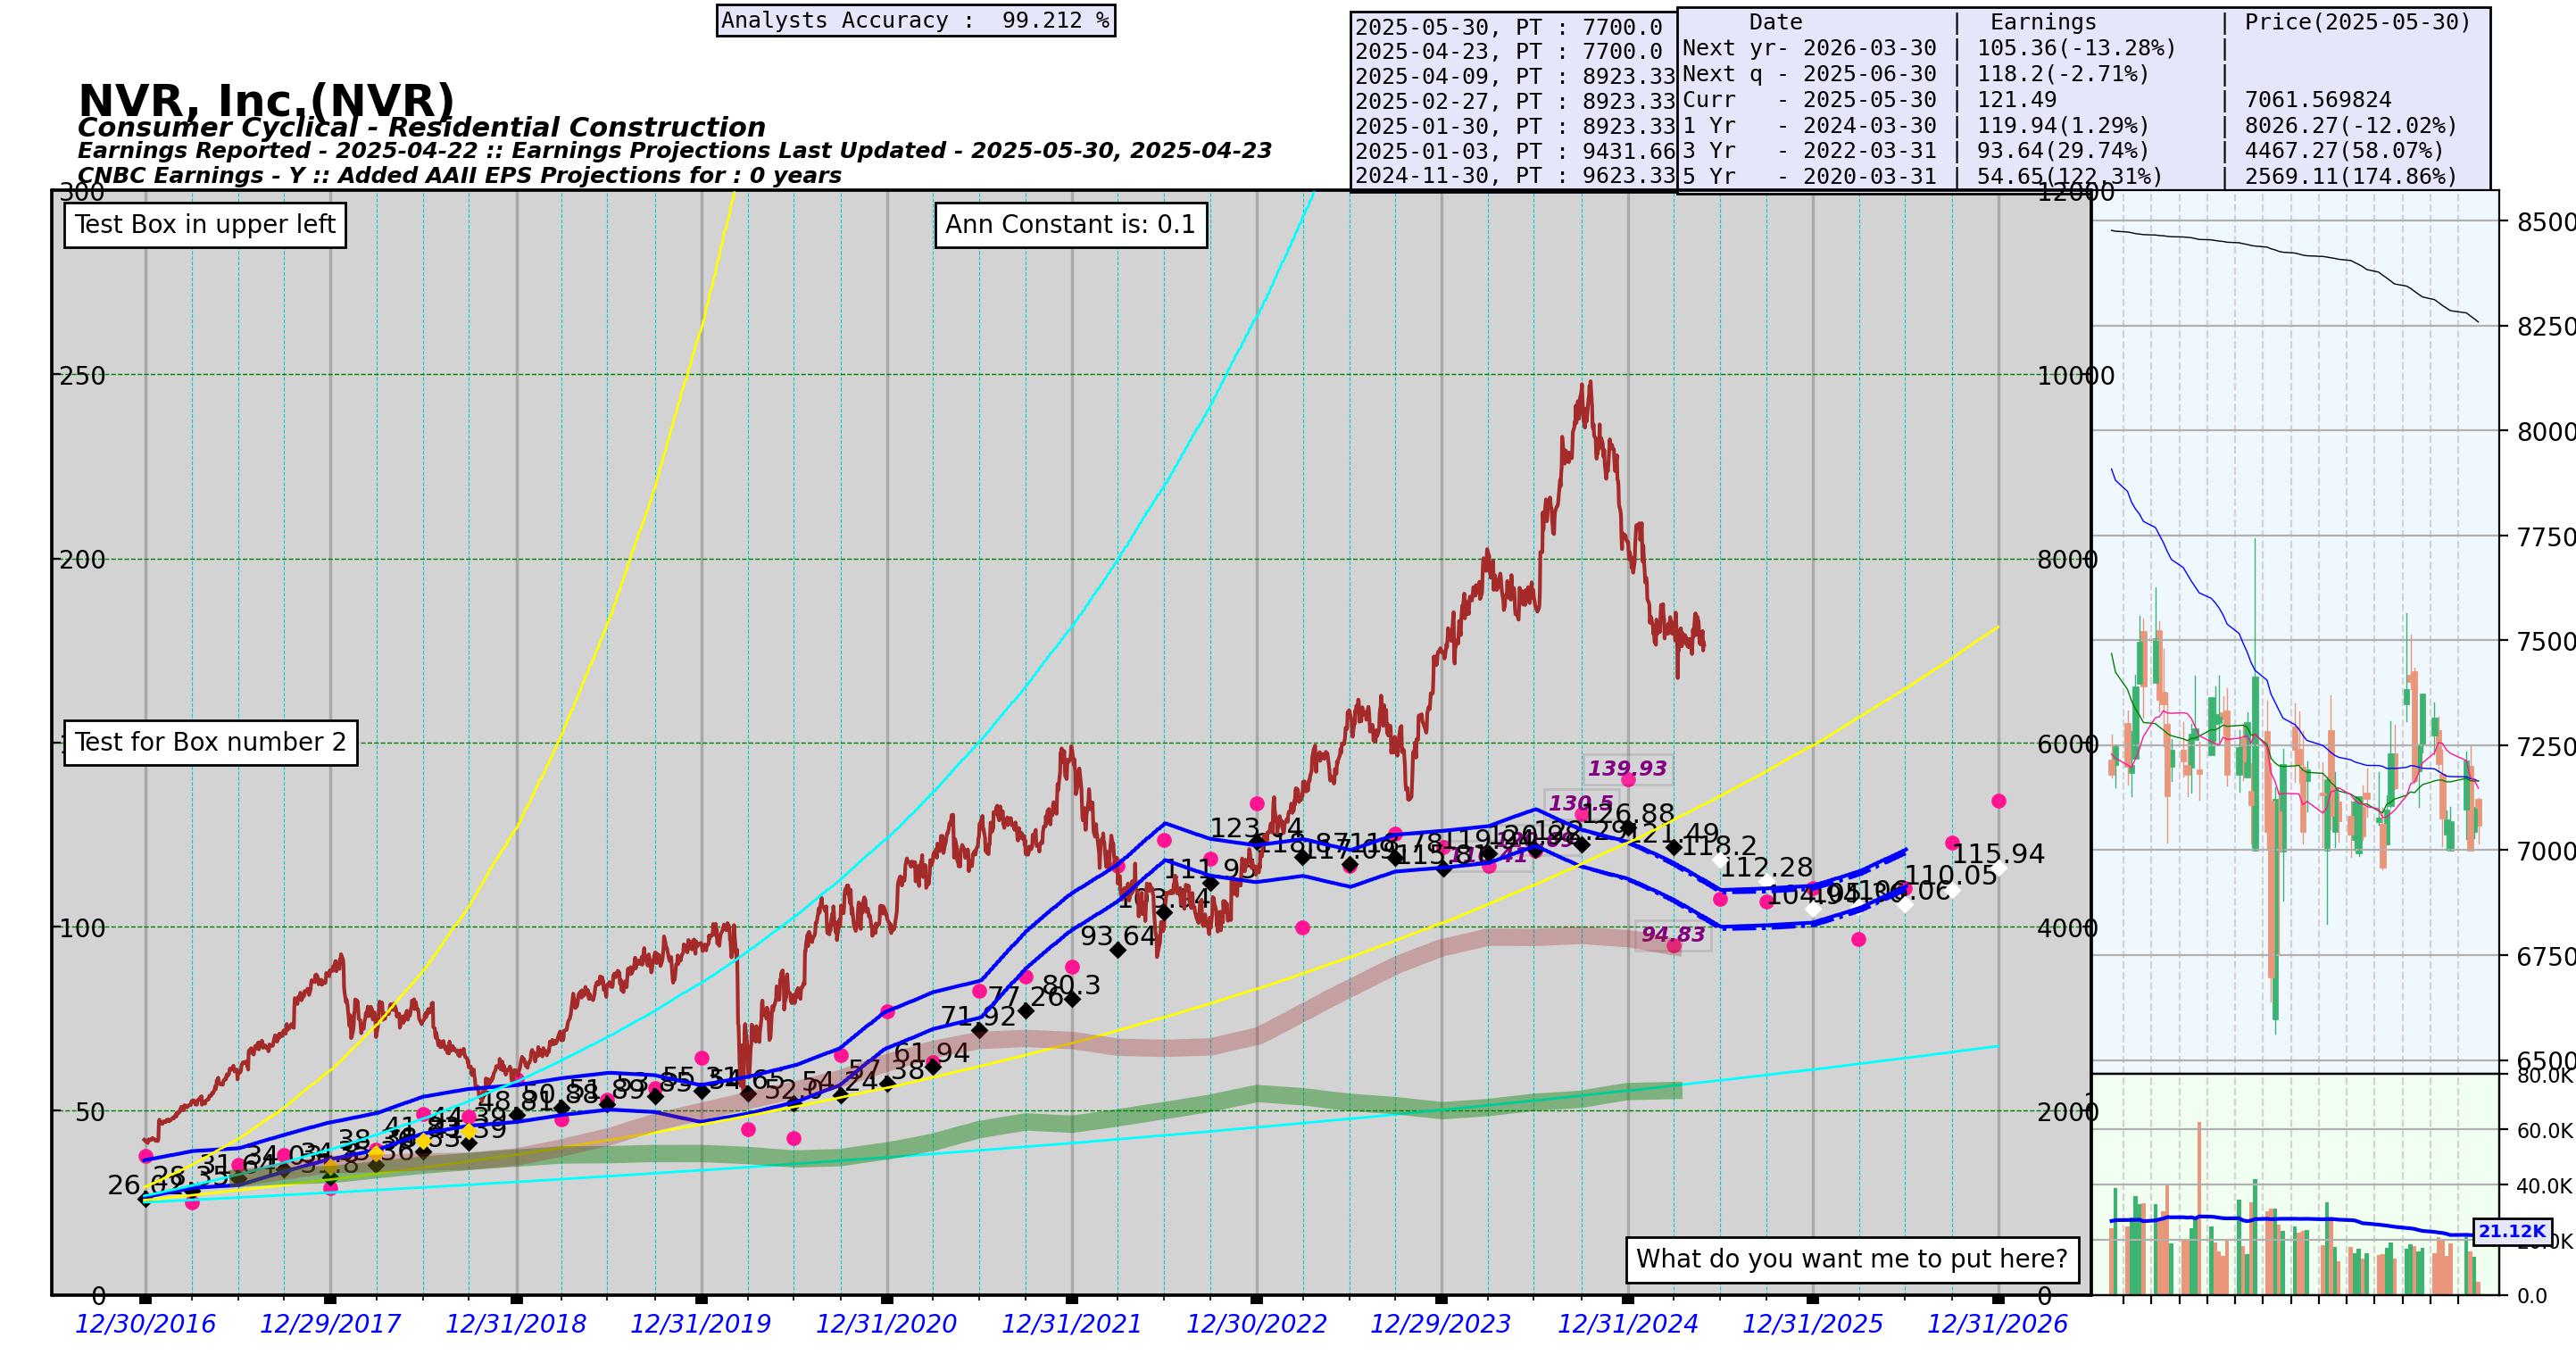 Analysts Accuracy :  99.212 %
2025-05-30, PT : 7700.0
2025-04-23, PT : 7700.0
2025-04-09, PT : 8923.33
2025-02-27, PT : 8923.33
2025-01-30, PT : 8923.33
2025-01-03, PT : 9431.66
2024-11-30, PT : 9623.33
Date | Earnings | Price(2025-05-30)
Next yr- 2026-03-30 | 105.36(-13.28%) |
Next q - 2025-06-30 | 118.2(-2.71%) |
Curr - 2025-05-30 | 121.49 | 7061.569824
1 Yr - 2024-03-30 | 119.94(1.29%) | 8026.27(-12.02%)
3 Yr - 2022-03-31 | 93.64(29.74%) | 4467.27(58.07%)
5 Yr - 2020-03-31 | 54.65(122.31%) | 2569.11(174.86%)
NVR, Inc.(NVR)
Consumer Cyclical - Residential Construction
Earnings Reported - 2025-04-22 :: Earnings Projections Last Updated - 2025-05-30, 2025-04-23
CNBC Earnings - Y :: Added AAII EPS Projections for : 0 years
300
12000
Test Box in upper left
Ann Constant is: 0.1
8500
8250
250
10000
8000
7750
200
8000
7500
Test for Box number 2
6000
7250
139.93
130.5
126.88
123.04
121.49
118.2
7000
115.94
112.28
110.05
111.95
103.94
100
4000
94.83
93.64
6750
80.3
77.26
71.92
61.94
57.38
54.24
52.0
6500
80.0K
50
2000
60.0K
40.0K
21.12K
What do you want me to put here?
0
0
0.0
12/30/2016
12/29/2017
12/31/2018
12/31/2019
12/31/2020
12/31/2021
12/30/2022
12/29/2023
12/31/2024
12/31/2025
12/31/2026